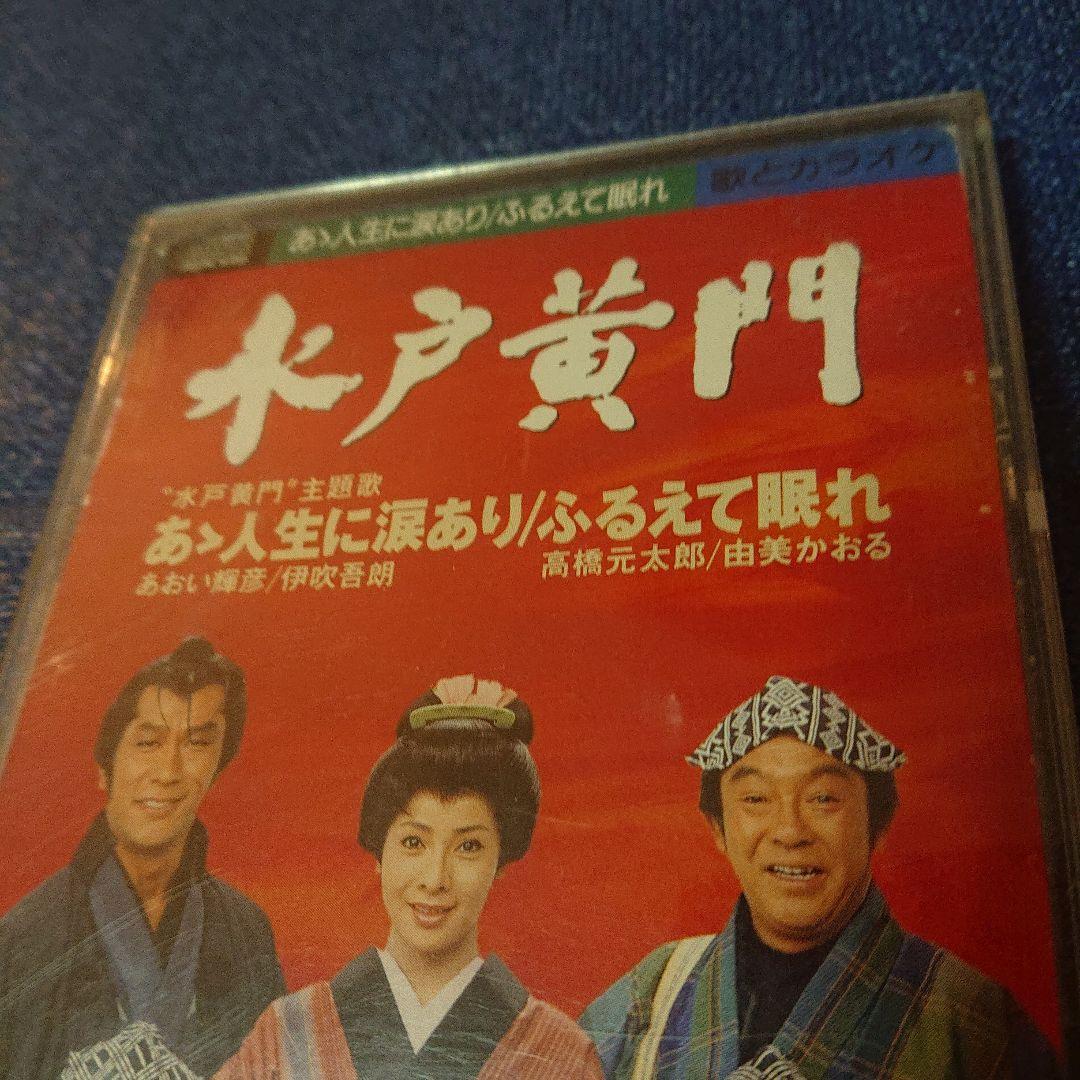 あゝ人生に涙あり/ふるえて眠れ
歌とカラオケ
水戸黄門
"水戸黄門"主題歌
あゝ人生に涙あり/ふるえて眠れ
あおい輝彦/伊吹吾朗
高橋元太郎/由美かおる